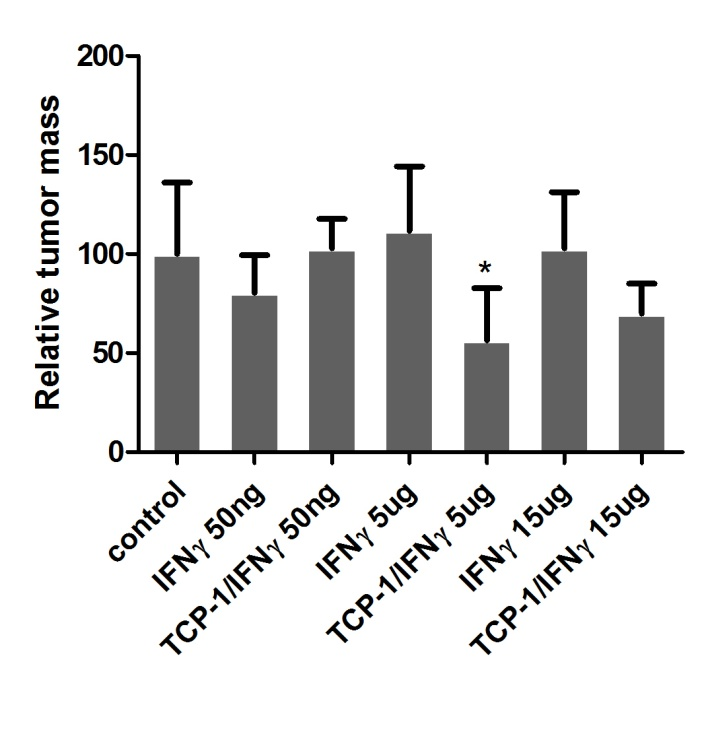 200
150
100
50
0
Relative tumor mass
*
control
IFNγ 50ng
TCP-1/IFNγ 50ng
IFNγ 5ug
TCP-1/IFNγ 5ug
IFNγ 15ug
TCP-1/IFNγ 15ug